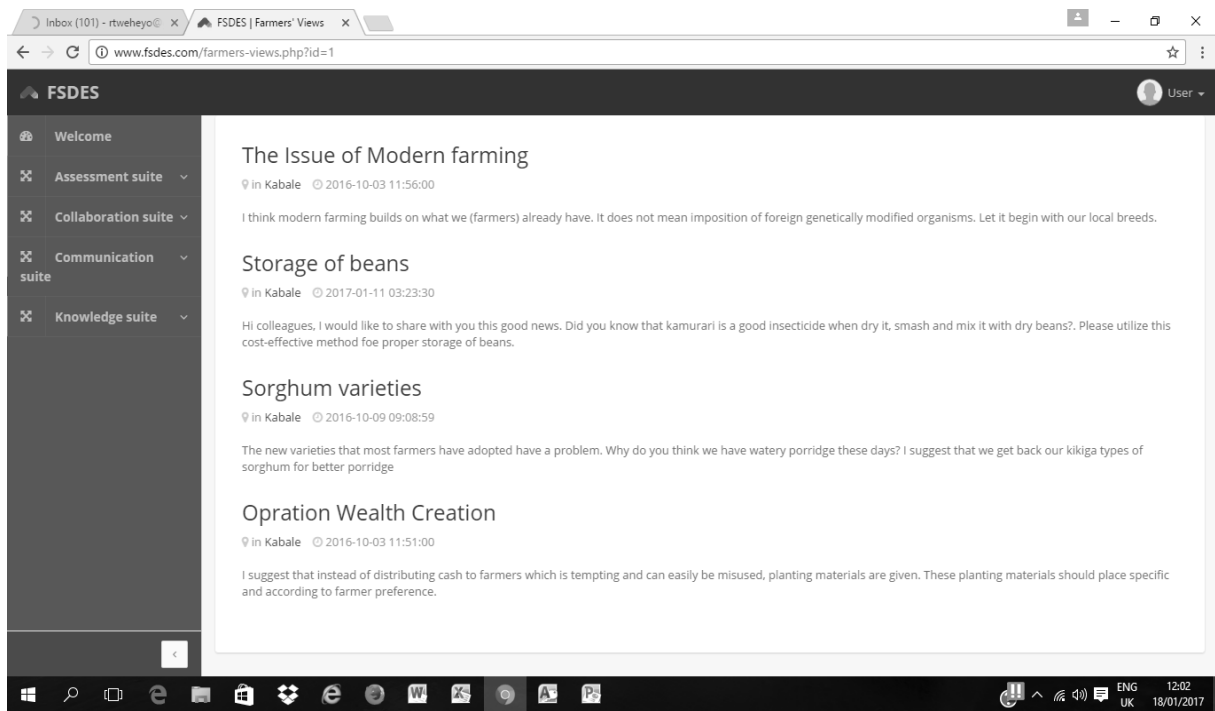 Inbox (101) - rtweheyo@
FSDES | Farmers' Views
www.fsdes.com/farmers-views.php?id=1
FSDES
User
Welcome
Assessment suite
Collaboration suite
Communication
suite
Knowledge suite
The Issue of Modern farming
in Kabale 2016-10-03 11:56:00
I think modern farming builds on what we (farmers) already have. It does not mean imposition of foreign genetically modified organisms. Let it begin with our local breeds.
Storage of beans
in Kabale 2017-01-11 03:23:30
Hi colleagues, I would like to share with you this good news. Did you know that kamurari is a good insecticide when dry it, smash and mix it with dry beans?. Please utilize this
cost-effective method foe proper storage of beans.
Sorghum varieties
in Kabale 2016-10-09 09:08:59
The new varieties that most farmers have adopted have a problem. Why do you think we have watery porridge these days? I suggest that we get back our kikiga types of
sorghum for better porridge
Opration Wealth Creation
in Kabale 2016-10-03 11:51:00
I suggest that instead of distributing cash to farmers which is tempting and can easily be misused, planting materials are given. These planting materials should place specific
and according to farmer preference.
ENG 12:02
UK 18/01/2017